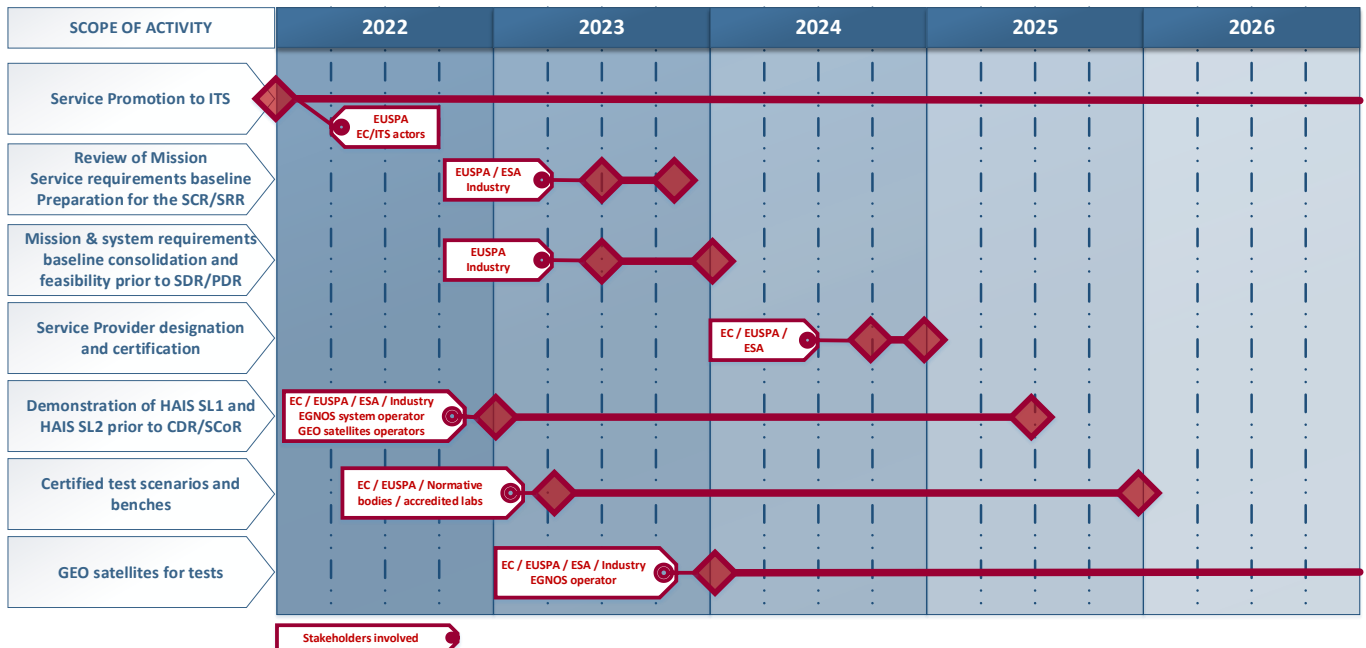 SCOPE OF ACTIVITY
2022
2023
2024
2025
2026
Service Promotion to ITS
EUSPA
EC/ITS actors
Review of Mission
Service requirements baseline
Preparation for the SCR/SRR
EUSPA / ESA
Industry
Mission & system requirements
baseline consolidation and
feasibility prior to SDR/PDR
EUSPA
Industry
Service Provider designation
and certification
EC / EUSPA /
ESA
Demonstration of HAIS SL1 and
HAIS SL2 prior to CDR/SCoR
EC / EUSPA / ESA / Industry
EGNOS system operator
GEO satellites operators
Certified test scenarios and
benches
EC / EUSPA / Normative
bodies / accredited labs
GEO satellites for tests
EC / EUSPA / ESA / Industry
EGNOS operator
Stakeholders involved